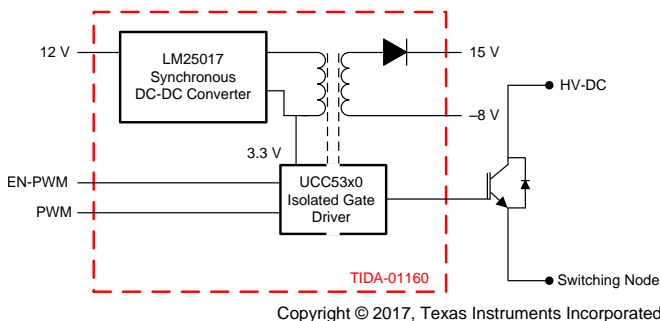 12 V
LM25017
Synchronous
DC-DC Converter
15 V
–8 V
HV-DC
3.3 V
EN-PWM
PWM
UCC53x0
Isolated Gate
Driver
TIDA-01160
Switching Node
Copyright © 2017, Texas Instruments Incorporated